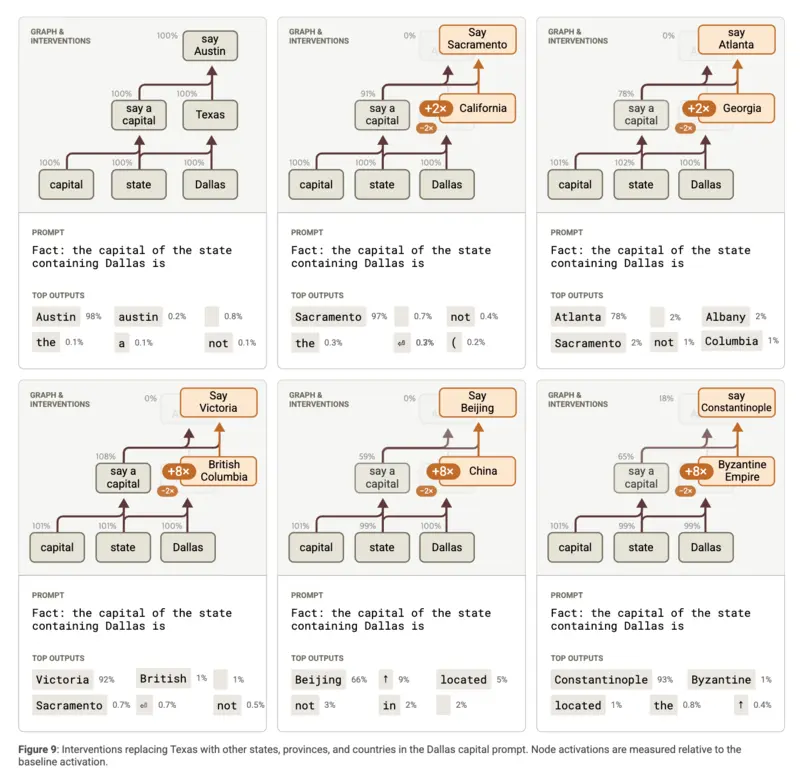 GRAPH &
INTERVENTIONS
100%
say
Austin
100%
100%
say a
capital
Texas
100%
100%
100%
capital
state
Dallas
PROMPT
Fact: the capital of the state
containing Dallas is
TOP OUTPUTS
Austin 98% austin 0.2% 0.8%
the 0.1% a 0.1% not 0.1%
GRAPH &
INTERVENTIONS
0%
Say
Sacramento
91%
say a
capital
+2×
−2×
California
100%
100%
100%
capital
state
Dallas
PROMPT
Fact: the capital of the state
containing Dallas is
TOP OUTPUTS
Sacramento 97% 0.7% not 0.4%
the 0.3% ⏎ 0.3% ( 0.2%
GRAPH &
INTERVENTIONS
0%
say
Atlanta
78%
say a
capital
+2×
−2×
Georgia
101%
102%
100%
capital
state
Dallas
PROMPT
Fact: the capital of the state
containing Dallas is
TOP OUTPUTS
Atlanta 78% 2% Albany 2%
Sacramento 2% not 1% Columbia 1%
GRAPH &
INTERVENTIONS
0%
Say
Victoria
108%
say a
capital
+8×
−2×
British
Columbia
101%
101%
100%
capital
state
Dallas
PROMPT
Fact: the capital of the state
containing Dallas is
TOP OUTPUTS
Victoria 92% British 1% 1%
Sacramento 0.7% ⏎ 0.7% not 0.5%
GRAPH &
INTERVENTIONS
0%
Say
Beijing
59%
say a
capital
+8×
−2×
China
101%
99%
100%
capital
state
Dallas
PROMPT
Fact: the capital of the state
containing Dallas is
TOP OUTPUTS
Beijing 66% ↑ 9% located 5%
not 3% in 2% 2%
GRAPH &
INTERVENTIONS
18%
say
Constantinople
65%
say a
capital
+8×
−2×
Byzantine
Empire
101%
99%
99%
capital
state
Dallas
PROMPT
Fact: the capital of the state
containing Dallas is
TOP OUTPUTS
Constantinople 93% Byzantine 1%
located 1% the 0.8% ↑ 0.4%
Figure 9: Interventions replacing Texas with other states, provinces, and countries in the Dallas capital prompt. Node activations are measured relative to the
baseline activation.